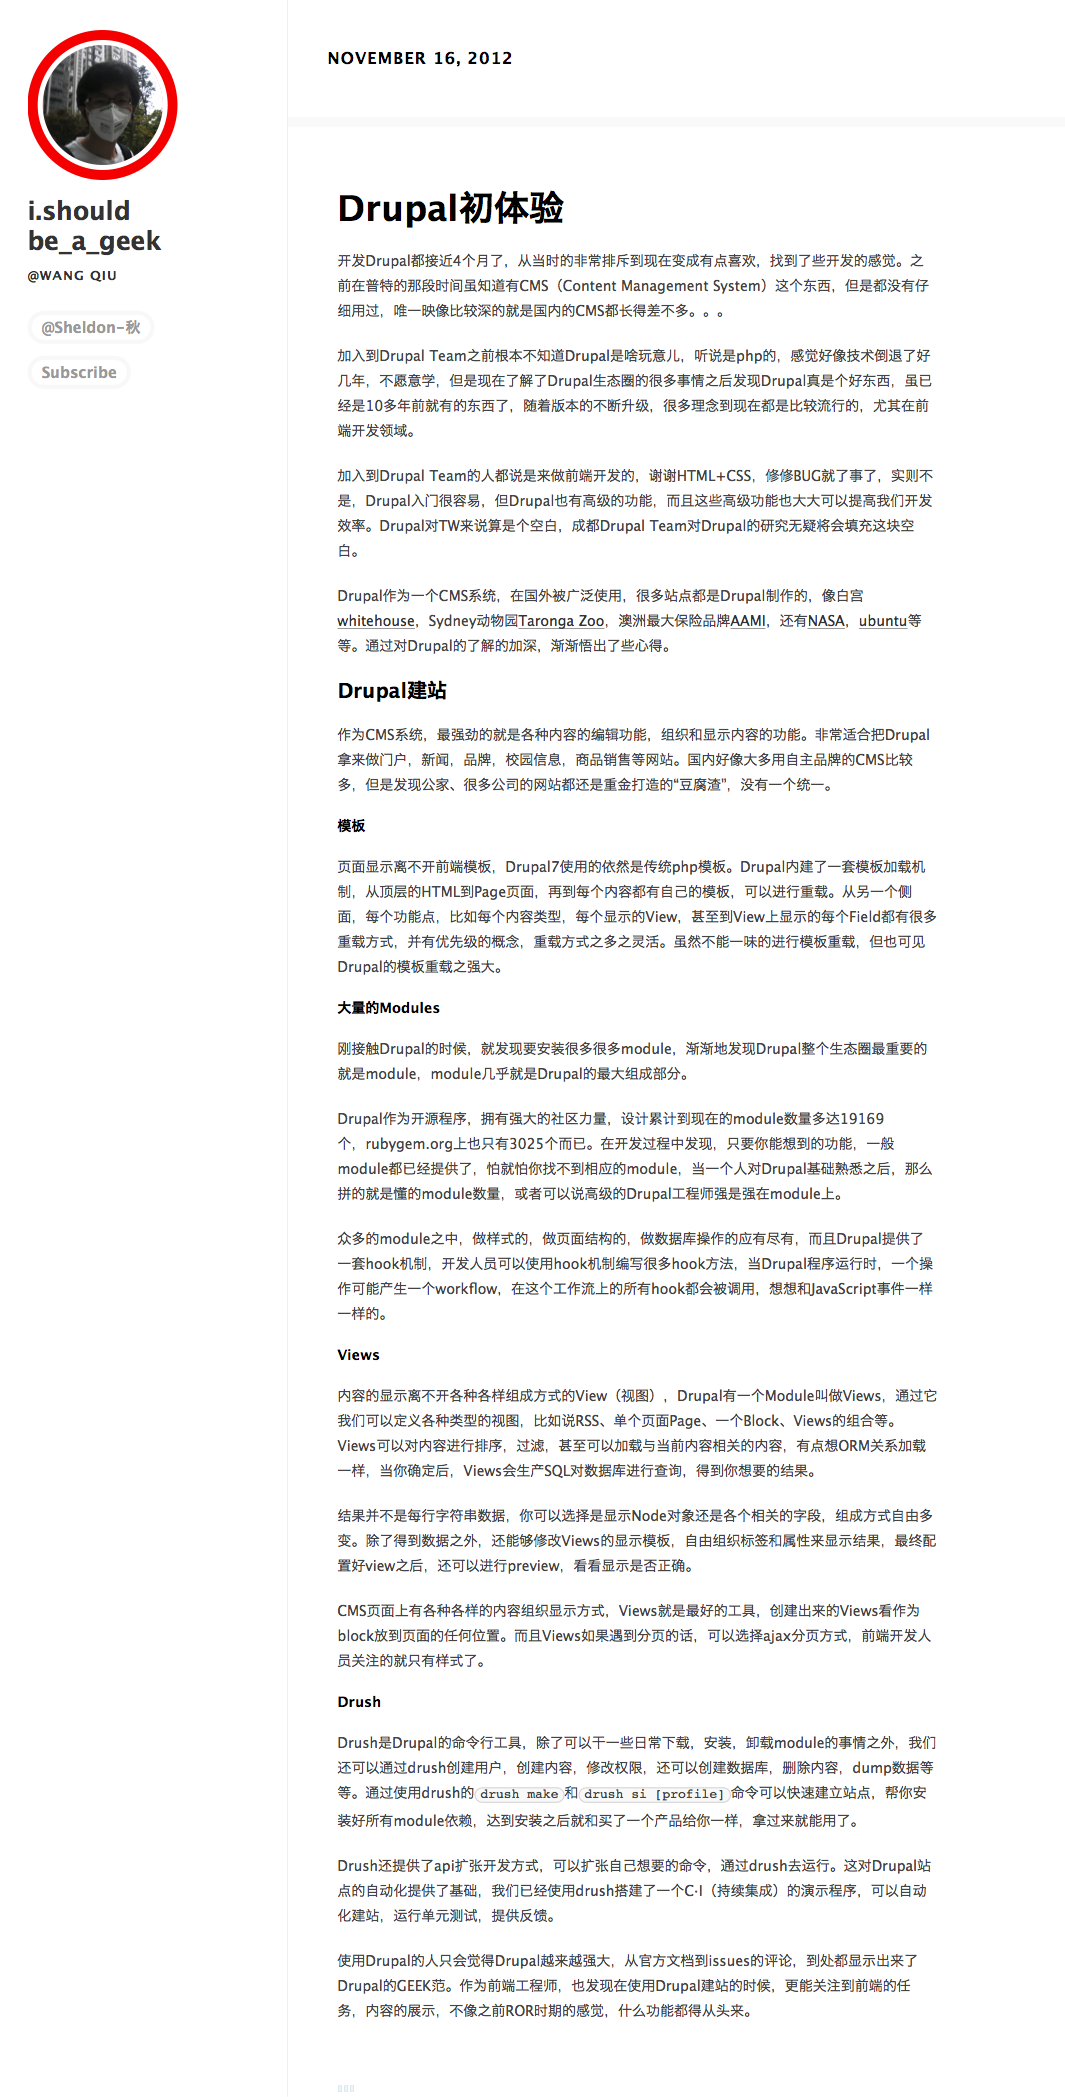 i.should
be_a_geek
@WANG QIU
@Sheldon-秋
Subscribe
NOVEMBER 16, 2012
Drupal初体验
开发Drupal都接近4个月了，从当时的非常排斥到现在变成有点喜欢，找到了些开发的感觉。之
前在普特的那段时间虽知道有CMS（Content Management System）这个东西，但是都没有仔
细用过，唯一映像比较深的就是国内的CMS都长得差不多。。。
加入到Drupal Team之前根本不知道Drupal是啥玩意儿，听说是php的，感觉好像技术倒退了好
几年，不愿意学，但是现在了解了Drupal生态圈的很多事情之后发现Drupal真是个好东西，虽已
经是10多年前就有的东西了，随着版本的不断升级，很多理念到现在都是比较流行的，尤其在前
端开发领域。
加入到Drupal Team的人都说是来做前端开发的，谢谢HTML+CSS，修修BUG就了事了，实则不
是，Drupal入门很容易，但Drupal也有高级的功能，而且这些高级功能也大大可以提高我们开发
效率。Drupal对TW来说算是个空白，成都Drupal Team对Drupal的研究无疑将会填充这块空
白。
Drupal作为一个CMS系统，在国外被广泛使用，很多站点都是Drupal制作的，像白宫
whitehouse，Sydney动物园Taronga Zoo，澳洲最大保险品牌AAMI，还有NASA，ubuntu等
等。通过对Drupal的了解的加深，渐渐悟出了些心得。
Drupal建站
作为CMS系统，最强劲的就是各种内容的编辑功能，组织和显示内容的功能。非常适合把Drupal
拿来做门户，新闻，品牌，校园信息，商品销售等网站。国内好像大多用自主品牌的CMS比较
多，但是发现公家、很多公司的网站都还是重金打造的“豆腐渣”，没有一个统一。
模板
页面显示离不开前端模板，Drupal7使用的依然是传统php模板。Drupal内建了一套模板加载机
制，从顶层的HTML到Page页面，再到每个内容都有自己的模板，可以进行重载。从另一个侧
面，每个功能点，比如每个内容类型，每个显示的View，甚至到View上显示的每个Field都有很多
重载方式，并有优先级的概念，重载方式之多之灵活。虽然不能一味的进行模板重载，但也可见
Drupal的模板重载之强大。
大量的Modules
刚接触Drupal的时候，就发现要安装很多很多module，渐渐地发现Drupal整个生态圈最重要的
就是module，module几乎就是Drupal的最大组成部分。
Drupal作为开源程序，拥有强大的社区力量，设计累计到现在的module数量多达19169
个，rubygem.org上也只有3025个而已。在开发过程中发现，只要你能想到的功能，一般
module都已经提供了，怕就怕你找不到相应的module，当一个人对Drupal基础熟悉之后，那么
拼的就是懂的module数量，或者可以说高级的Drupal工程师强是强在module上。
众多的module之中，做样式的，做页面结构的，做数据库操作的应有尽有，而且Drupal提供了
一套hook机制，开发人员可以使用hook机制编写很多hook方法，当Drupal程序运行时，一个操
作可能产生一个workflow，在这个工作流上的所有hook都会被调用，想想和JavaScript事件一样
一样的。
Views
内容的显示离不开各种各样组成方式的View（视图），Drupal有一个Module叫做Views，通过它
我们可以定义各种类型的视图，比如说RSS、单个页面Page、一个Block、Views的组合等。
Views可以对内容进行排序，过滤，甚至可以加载与当前内容相关的内容，有点想ORM关系加载
一样，当你确定后，Views会生产SQL对数据库进行查询，得到你想要的结果。
结果并不是每行字符串数据，你可以选择是显示Node对象还是各个相关的字段，组成方式自由多
变。除了得到数据之外，还能够修改Views的显示模板，自由组织标签和属性来显示结果，最终配
置好view之后，还可以进行preview，看看显示是否正确。
CMS页面上有各种各样的内容组织显示方式，Views就是最好的工具，创建出来的Views看作为
block放到页面的任何位置。而且Views如果遇到分页的话，可以选择ajax分页方式，前端开发人
员关注的就只有样式了。
Drush
Drush是Drupal的命令行工具，除了可以干一些日常下载，安装，卸载module的事情之外，我们
还可以通过drush创建用户，创建内容，修改权限，还可以创建数据库，删除内容，dump数据等
等。通过使用drush的drush make和drush si [profile]命令可以快速建立站点，帮你安
装好所有module依赖，达到安装之后就和买了一个产品给你一样，拿过来就能用了。
Drush还提供了api扩张开发方式，可以扩张自己想要的命令，通过drush去运行。这对Drupal站
点的自动化提供了基础，我们已经使用drush搭建了一个C·I（持续集成）的演示程序，可以自动
化建站，运行单元测试，提供反馈。
使用Drupal的人只会觉得Drupal越来越强大，从官方文档到issues的评论，到处都显示出来了
Drupal的GEEK范。作为前端工程师，也发现在使用Drupal建站的时候，更能关注到前端的任
务，内容的展示，不像之前ROR时期的感觉，什么功能都得从头来。